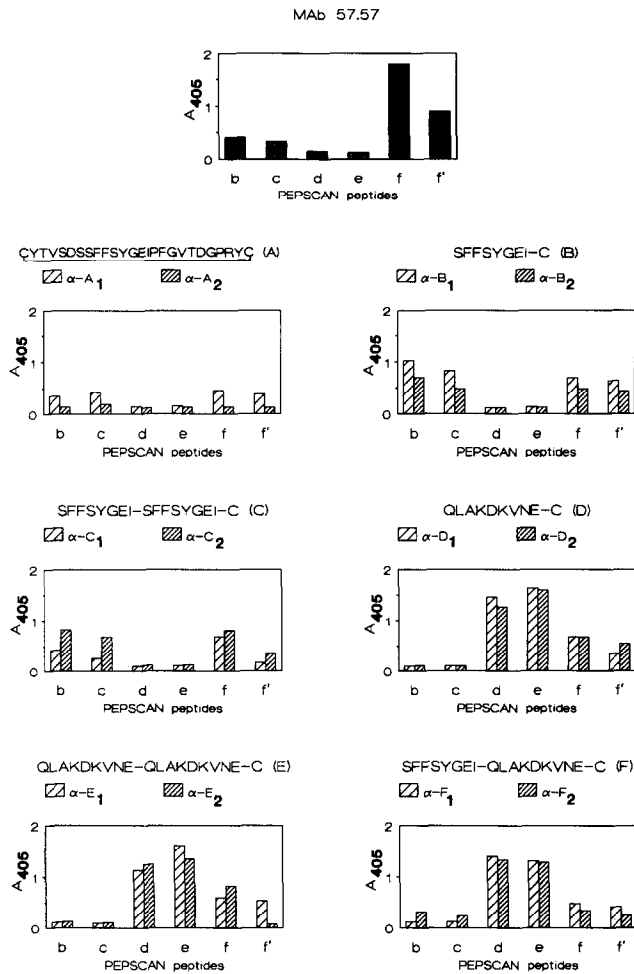 MAb 57.57
2
1
0
A405
b c d e f f'
PEPSCAN peptides
CYTVSDSSFFSYGEIPFGVTDGPRYC (A)
α-A1 α-A2
2
1
0
A405
b c d e f f'
PEPSCAN peptides
SFFSYGEI-C (B)
α-B1 α-B2
2
1
0
A405
b c d e f f'
PEPSCAN peptides
SFFSYGEI-SFFSYGEI-C (C)
α-C1 α-C2
2
1
0
A405
b c d e f f'
PEPSCAN peptides
QLAKDKVNE-C (D)
α-D1 α-D2
2
1
0
A405
b c d e f f'
PEPSCAN peptides
QLAKDKVNE-QLAKDKVNE-C (E)
α-E1 α-E2
2
1
0
A405
b c d e f f'
PEPSCAN peptides
SFFSYGEI-QLAKDKVNE-C (F)
α-F1 α-F2
2
1
0
A405
b c d e f f'
PEPSCAN peptides